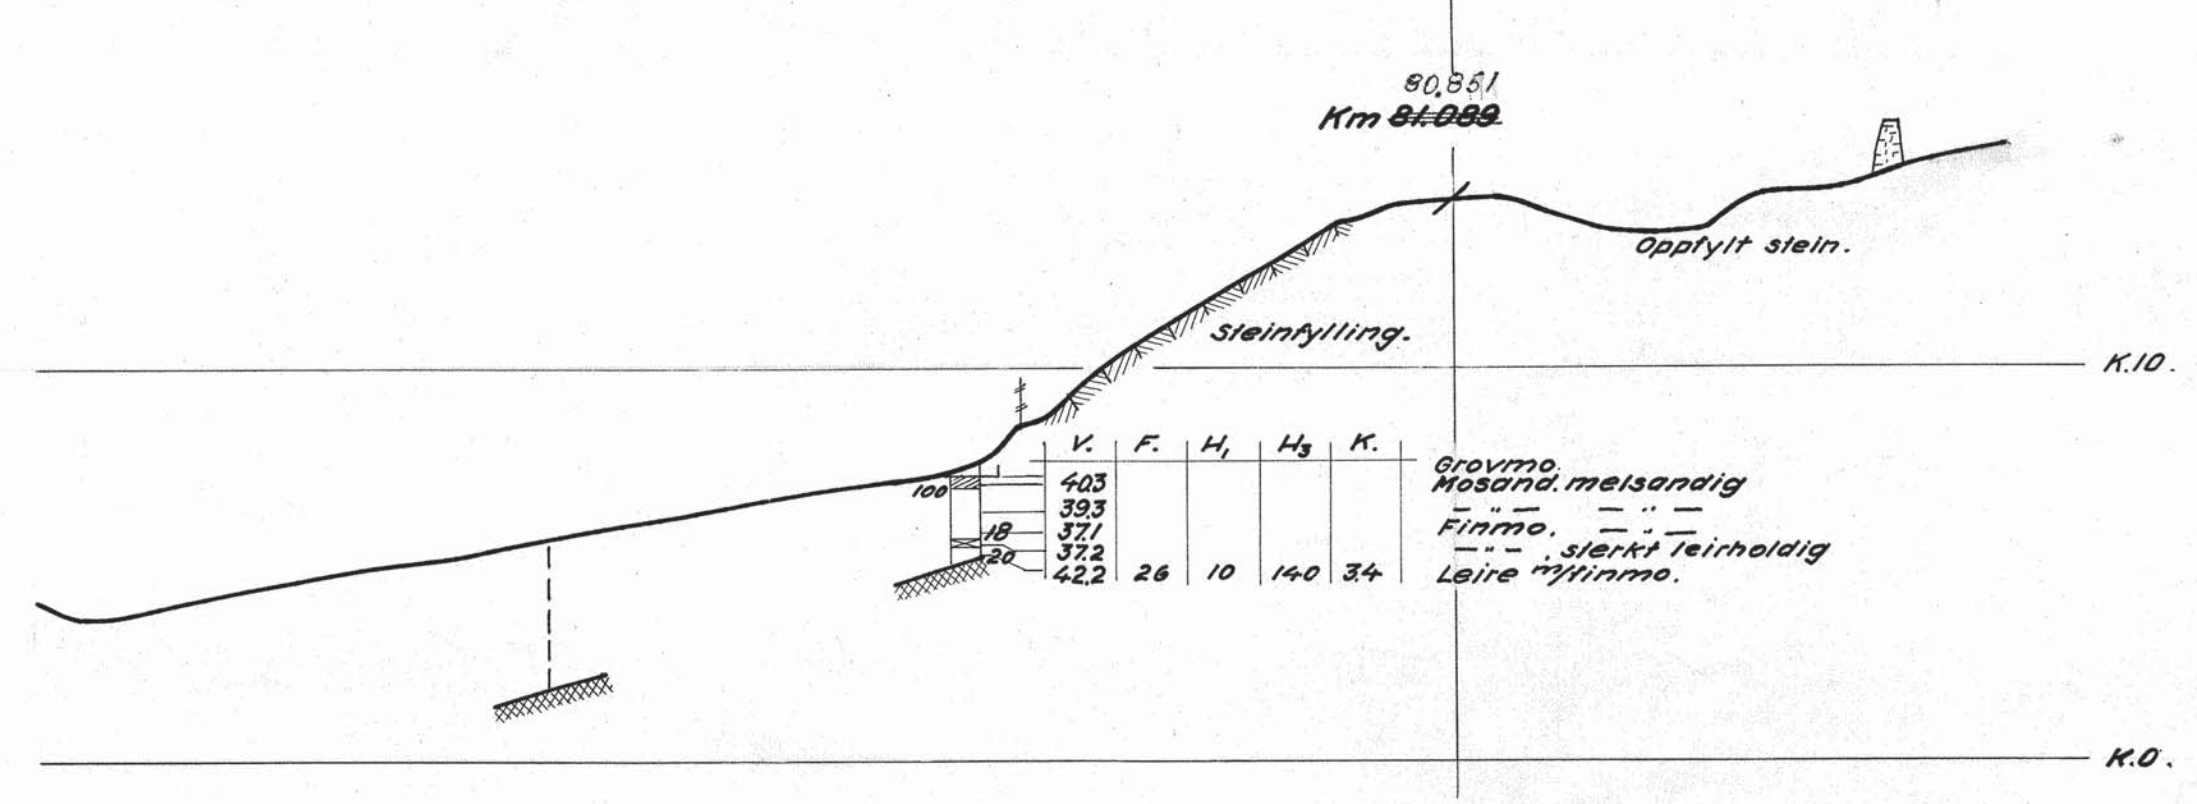 80.851
Km 81.089
Oppfylt stein.
Steinfylling.
K.10.
V. F. H1 H3 K.
Grovmo.
100 40.3 Mosand. melsandig
39.3 — " — — " —
18 37.1 Finmo. — " —
37.2 — " — , sterkt leirholdig
20 42.2 26 10 140 3.4 Leire m/finmo.
K.0.